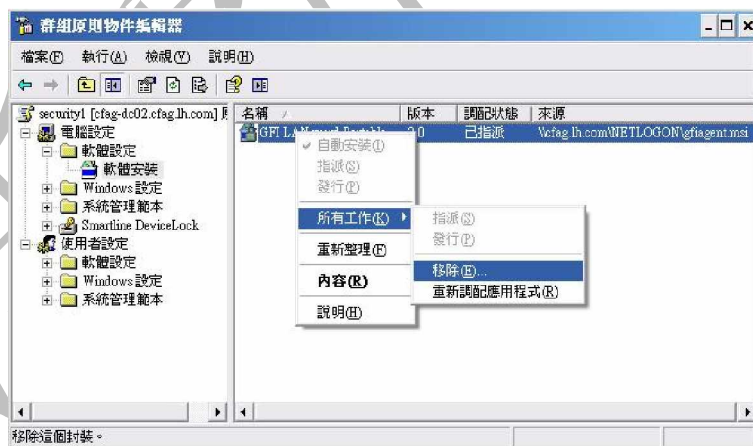 群組原則物件編輯器
檔案(F) 執行(A) 檢視(V) 說明(H)
security1 [cfag-dc02.cfag.lh.com]
名稱 版本 調配狀態 來源
電腦設定
GFI 2.0 已指派 \\cfag.lh.com\NETLOGON\gfiagent.msi
軟體設定
自動安裝(I)
軟體安裝
指派(S)
Windows 設定
發行(P)
系統管理範本
Smartline DeviceLock
所有工作(K)
指派(S)
使用者設定
發行(P)
軟體設定
重新整理(F)
Windows 設定
移除(E)...
系統管理範本
內容(R)
重新調配應用程式(R)
說明(H)
移除這個封裝。